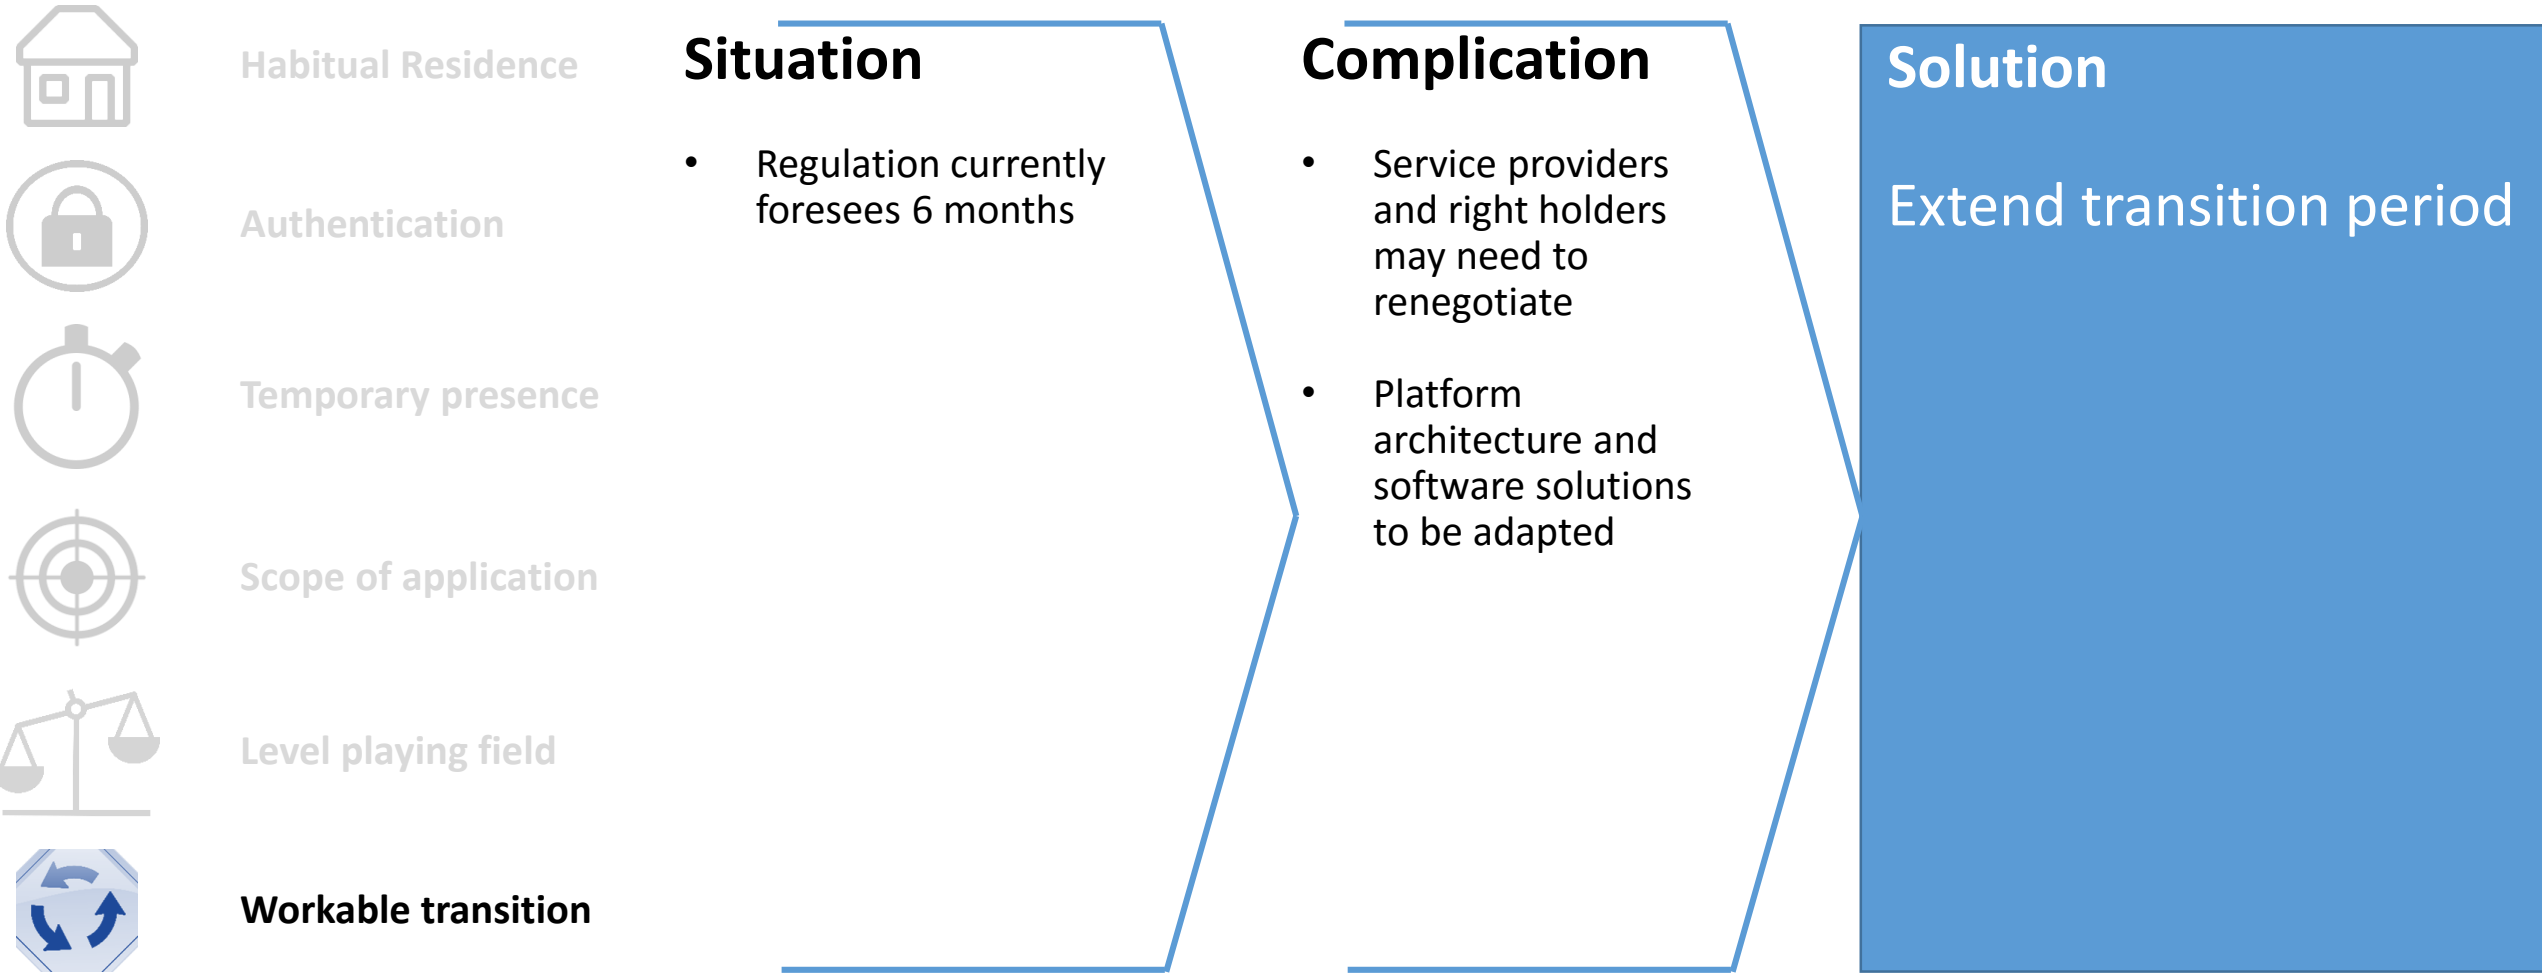 Habitual Residence
Authentication
Temporary presence
Scope of application
Level playing field
Workable transition
Situation
• Regulation currently
foresees 6 months
Complication
• Service providers
and right holders
may need to
renegotiate
• Platform
architecture and
software solutions
to be adapted
Solution
Extend transition period